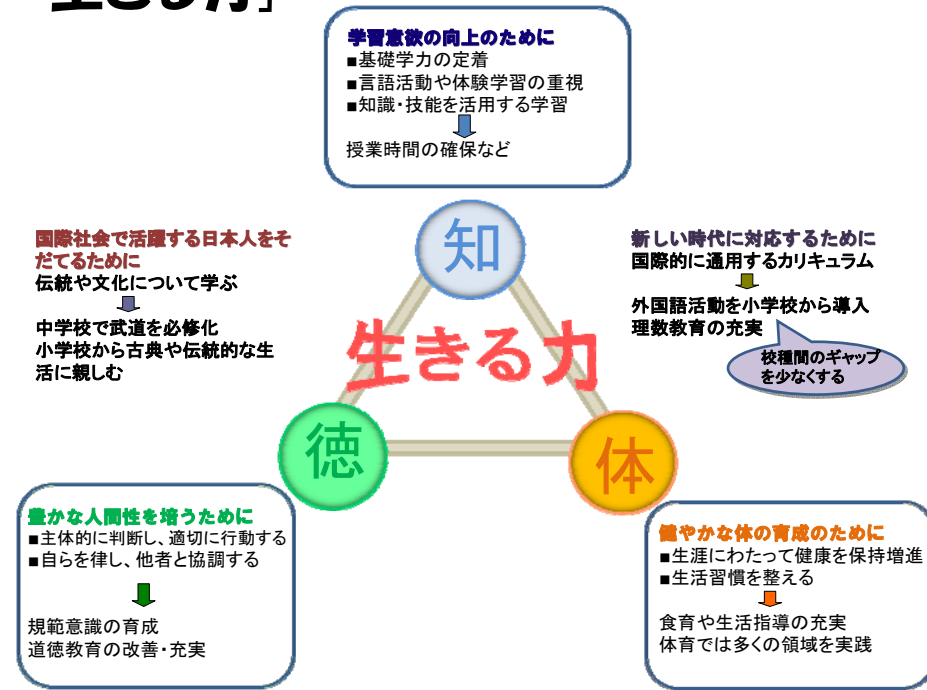 生きる力」
学習意欲の向上のために
■基礎学力の定着
■言語活動や体験学習の重視
■知識・技能を活用する学習
授業時間の確保など
知
国際社会で活躍する日本人をそ
だてるために
伝統や文化について学ぶ
中学校で武道を必修化
小学校から古典や伝統的な生
活に親しむ
新しい時代に対応するために
国際的に通用するカリキュラム
外国語活動を小学校から導入
理数教育の充実
校種間のギャップ
を少なくする
生きる力
徳
体
豊かな人間性を培うために
■主体的に判断し、適切に行動する
■自らを律し、他者と協調する
規範意識の育成
道徳教育の改善・充実
健やかな体の育成のために
■生涯にわたって健康を保持増進
■生活習慣を整える
食育や生活指導の充実
体育では多くの領域を実践